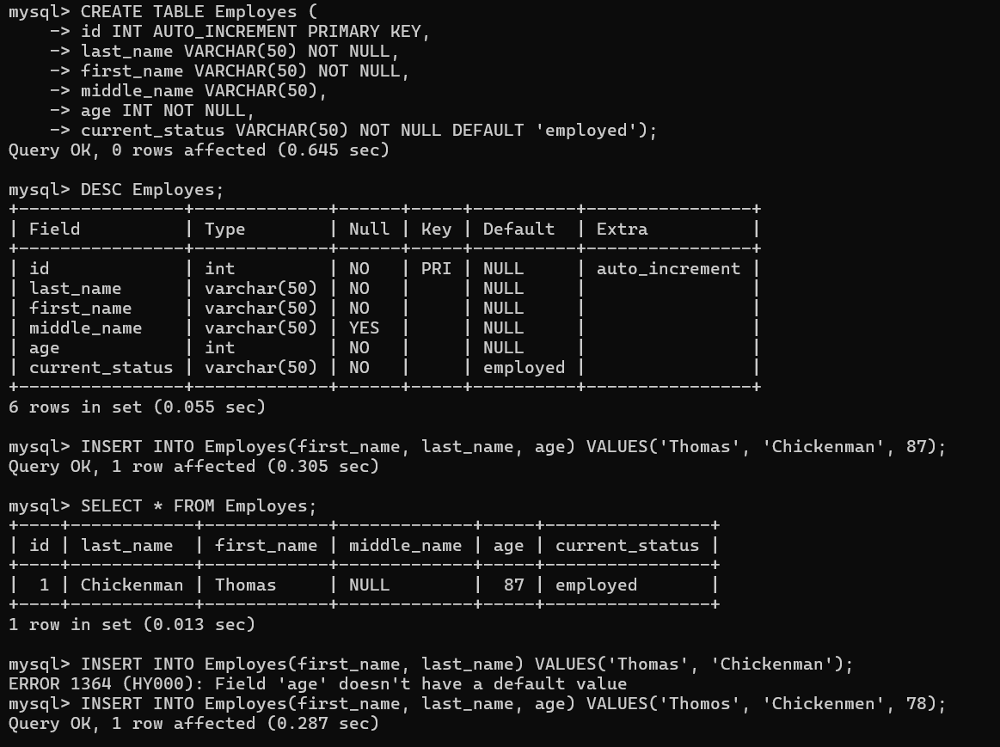 mysql> CREATE TABLE Employes (
    -> id INT AUTO_INCREMENT PRIMARY KEY,
    -> last_name VARCHAR(50) NOT NULL,
    -> first_name VARCHAR(50) NOT NULL,
    -> middle_name VARCHAR(50),
    -> age INT NOT NULL,
    -> current_status VARCHAR(50) NOT NULL DEFAULT 'employed');
Query OK, 0 rows affected (0.645 sec)

mysql> DESC Employes;
+----------------+-------------+------+-----+----------+----------------+
| Field          | Type        | Null | Key | Default  | Extra          |
+----------------+-------------+------+-----+----------+----------------+
| id             | int         | NO   | PRI | NULL     | auto_increment |
| last_name      | varchar(50) | NO   |     | NULL     |                |
| first_name     | varchar(50) | NO   |     | NULL     |                |
| middle_name    | varchar(50) | YES  |     | NULL     |                |
| age            | int         | NO   |     | NULL     |                |
| current_status | varchar(50) | NO   |     | employed |                |
+----------------+-------------+------+-----+----------+----------------+
6 rows in set (0.055 sec)

mysql> INSERT INTO Employes(first_name, last_name, age) VALUES('Thomas', 'Chickenman', 87);
Query OK, 1 row affected (0.305 sec)

mysql> SELECT * FROM Employes;
+----+------------+------------+-------------+-----+----------------+
| id | last_name  | first_name | middle_name | age | current_status |
+----+------------+------------+-------------+-----+----------------+
|  1 | Chickenman | Thomas     | NULL        |  87 | employed       |
+----+------------+------------+-------------+-----+----------------+
1 row in set (0.013 sec)

mysql> INSERT INTO Employes(first_name, last_name) VALUES('Thomas', 'Chickenman');
ERROR 1364 (HY000): Field 'age' doesn't have a default value
mysql> INSERT INTO Employes(first_name, last_name, age) VALUES('Thomos', 'Chickenmen', 78);
Query OK, 1 row affected (0.287 sec)